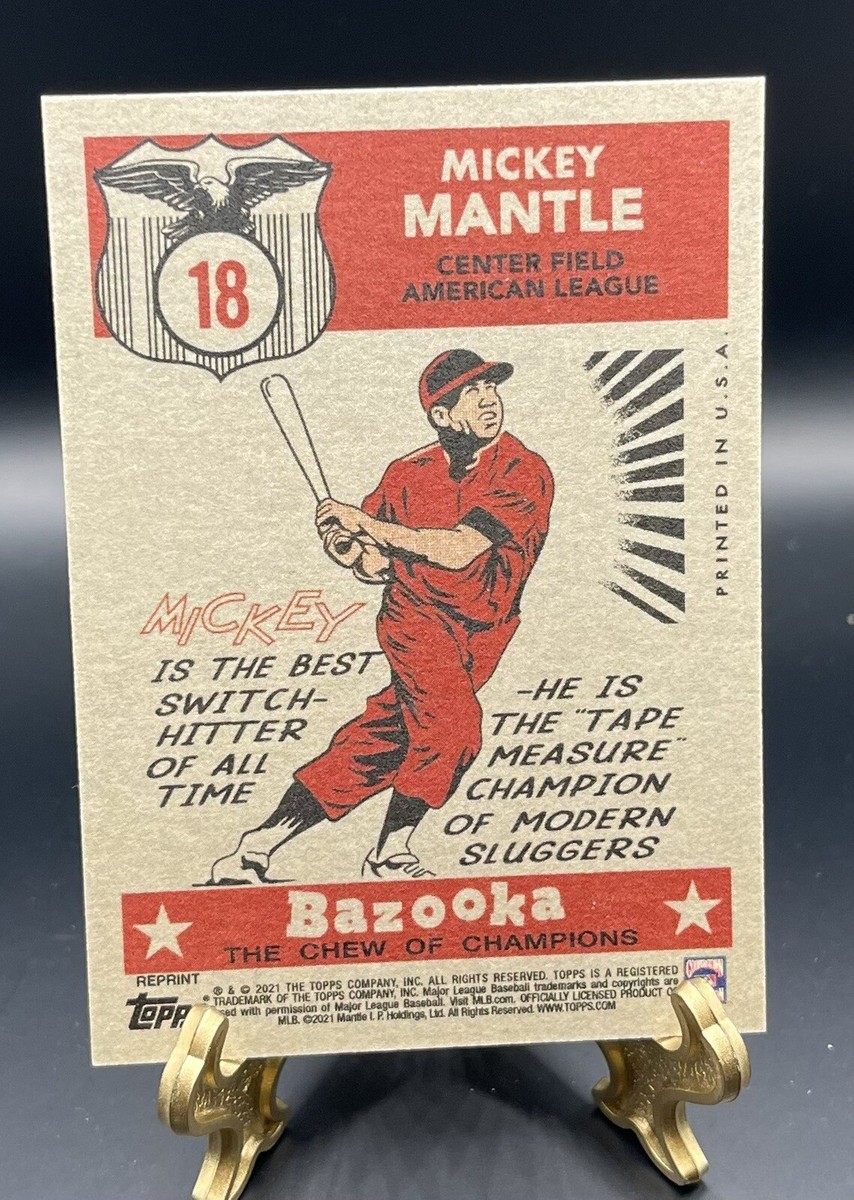 18
MICKEY
MANTLE
CENTER FIELD
AMERICAN LEAGUE
PRINTED IN U.S.A.
MICKEY
IS THE BEST
SWITCH-
HITTER
OF ALL
TIME
-HE IS
THE "TAPE
MEASURE"
CHAMPION
OF MODERN
SLUGGERS
Bazooka
THE CHEW OF CHAMPIONS
REPRINT
® & © 2021 THE TOPPS COMPANY, INC. ALL RIGHTS RESERVED. TOPPS IS A REGISTERED
TRADEMARK OF THE TOPPS COMPANY, INC. Major League Baseball trademarks and copyrights are
with permission of Major League Baseball. Visit MLB.com. OFFICIALLY LICENSED PRODUCT
MLB. ©2021 Mantle I. P. Holdings, Ltd. All Rights Reserved. WWW.TOPPS.COM